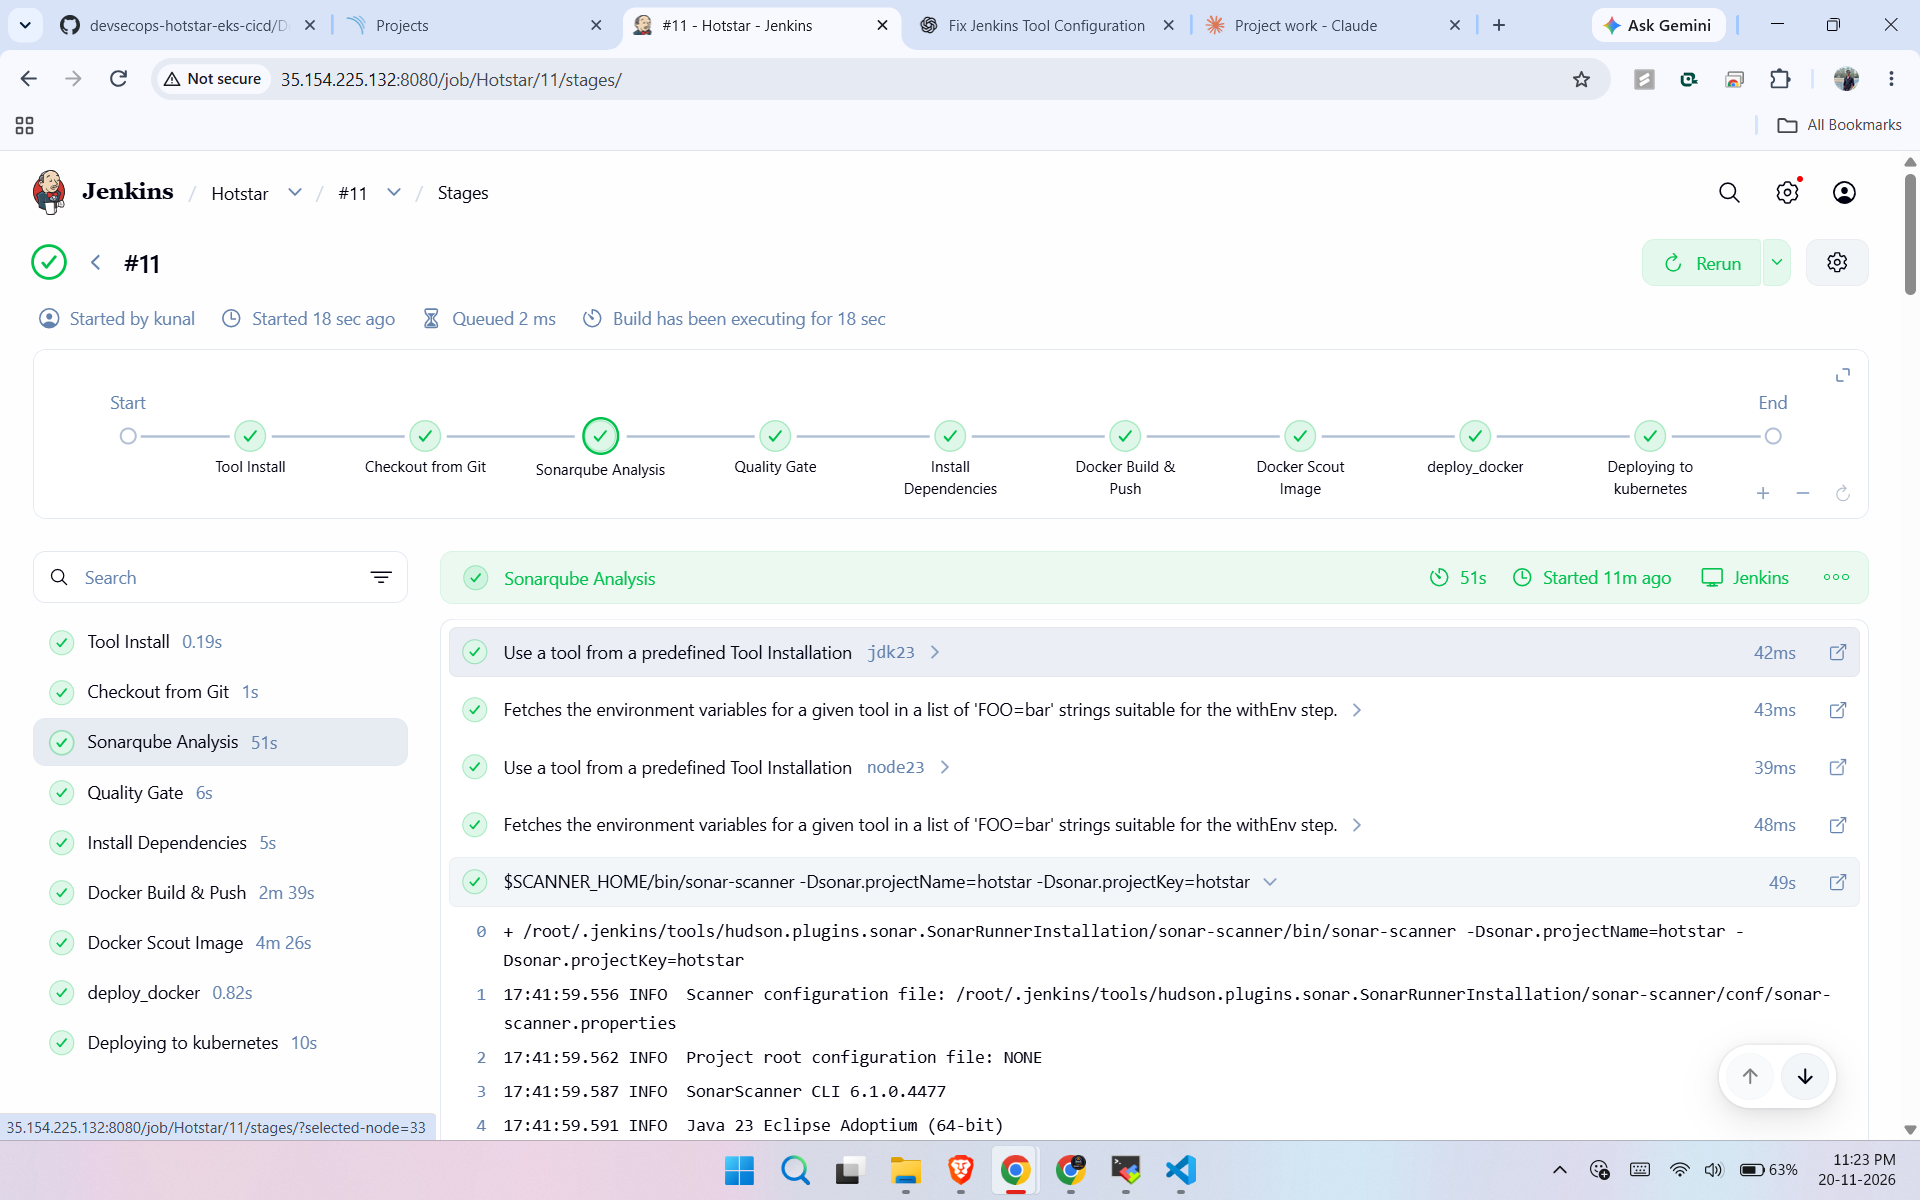 devsecops-hotstar-eks-cicd/De
Projects
#11 - Hotstar - Jenkins
Fix Jenkins Tool Configuration
Project work - Claude
Ask Gemini
Not secure
35.154.225.132:8080/job/Hotstar/11/stages/
All Bookmarks
Jenkins / Hotstar / #11 / Stages
#11
Rerun
Started by kunal
Started 18 sec ago
Queued 2 ms
Build has been executing for 18 sec
Start
End
Tool Install
Checkout from Git
Sonarqube Analysis
Quality Gate
Install
Dependencies
Docker Build &
Push
Docker Scout
Image
deploy_docker
Deploying to
kubernetes
Search
Tool Install 0.19s
Checkout from Git 1s
Sonarqube Analysis 51s
Quality Gate 6s
Install Dependencies 5s
Docker Build & Push 2m 39s
Docker Scout Image 4m 26s
deploy_docker 0.82s
Deploying to kubernetes 10s
Sonarqube Analysis
51s
Started 11m ago
Jenkins
Use a tool from a predefined Tool Installation jdk23 42ms
Fetches the environment variables for a given tool in a list of 'FOO=bar' strings suitable for the withEnv step. 43ms
Use a tool from a predefined Tool Installation node23 39ms
Fetches the environment variables for a given tool in a list of 'FOO=bar' strings suitable for the withEnv step. 48ms
$SCANNER_HOME/bin/sonar-scanner -Dsonar.projectName=hotstar -Dsonar.projectKey=hotstar 49s
0 + /root/.jenkins/tools/hudson.plugins.sonar.SonarRunnerInstallation/sonar-scanner/bin/sonar-scanner -Dsonar.projectName=hotstar -
Dsonar.projectKey=hotstar
1 17:41:59.556 INFO Scanner configuration file: /root/.jenkins/tools/hudson.plugins.sonar.SonarRunnerInstallation/sonar-scanner/conf/sonar-
scanner.properties
2 17:41:59.562 INFO Project root configuration file: NONE
3 17:41:59.587 INFO SonarScanner CLI 6.1.0.4477
4 17:41:59.591 INFO Java 23 Eclipse Adoptium (64-bit)
35.154.225.132:8080/job/Hotstar/11/stages/?selected-node=33
63%
11:23 PM
20-11-2026